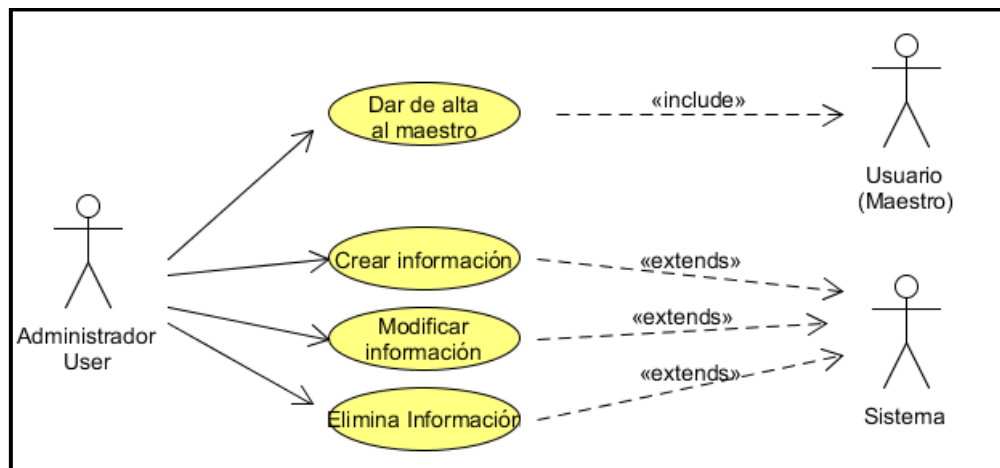 Dar de alta
al maestro
«include»
Usuario
(Maestro)
Administrador
User
Crear información
«extends»
Modificar
información
«extends»
Elimina Información
«extends»
Sistema